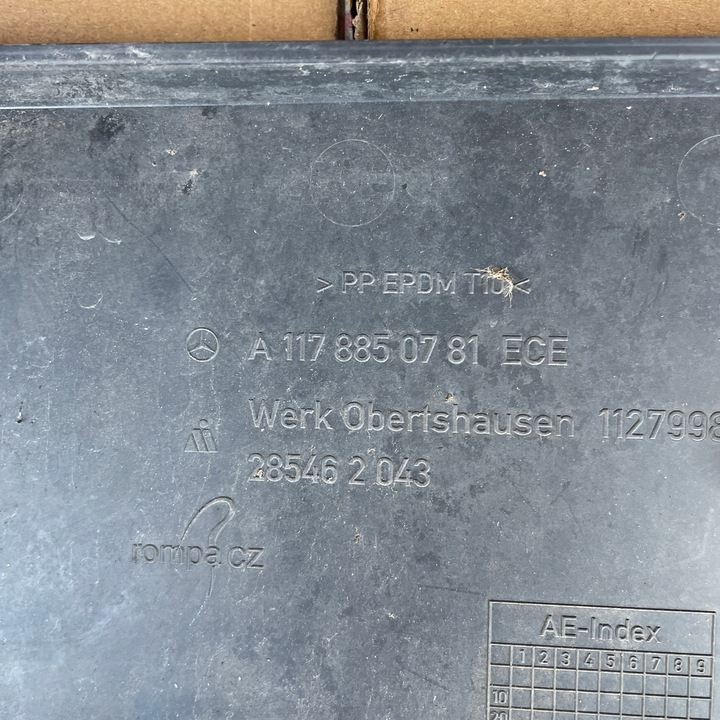 > PP EPDM T10 <
A 117 885 07 81 ECE
Werk Obertshausen 1127998
28546 2 043
rompa cz
AE-Index
1 2 3 4 5 6 7 8 9
10
20